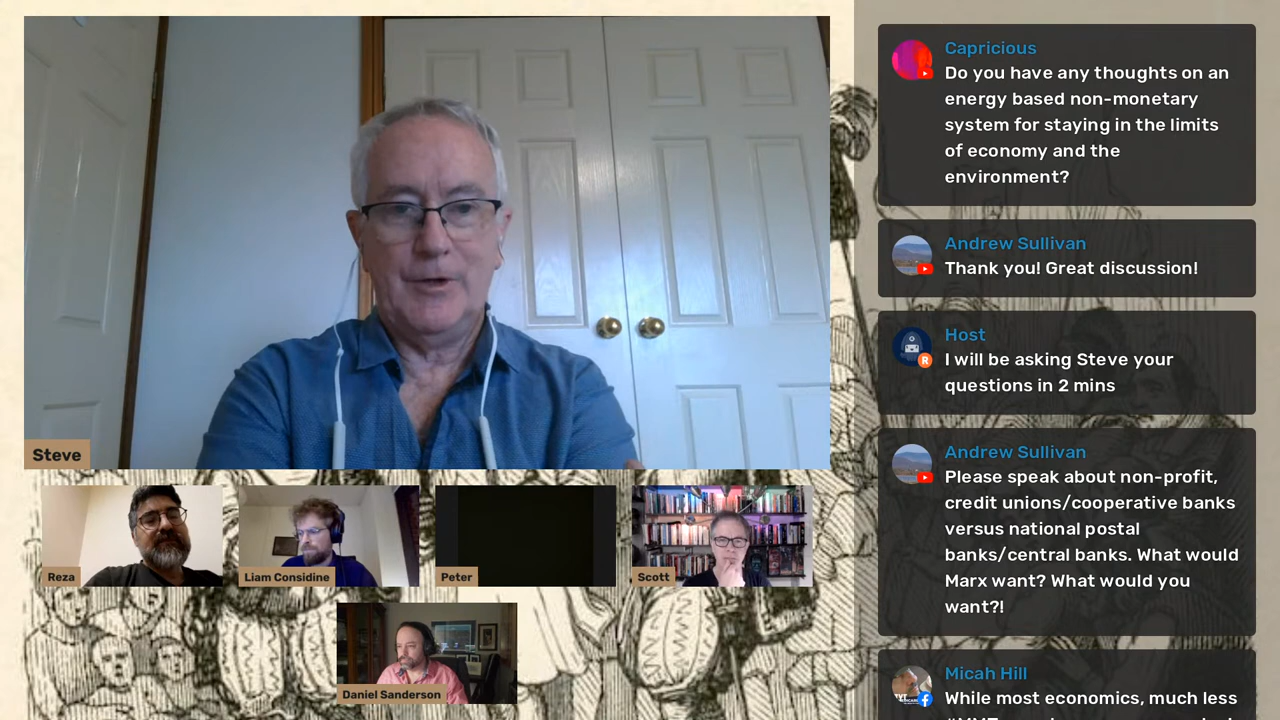 Steve
Reza
Liam Considine
Peter
Scott
Daniel Sanderson
Capricious
Do you have any thoughts on an
energy based non-monetary
system for staying in the limits
of economy and the
environment?
Andrew Sullivan
Thank you! Great discussion!
Host
I will be asking Steve your
questions in 2 mins
Andrew Sullivan
Please speak about non-profit,
credit unions/cooperative banks
versus national postal
banks/central banks. What would
Marx want? What would you
want?!
Micah Hill
While most economics, much less